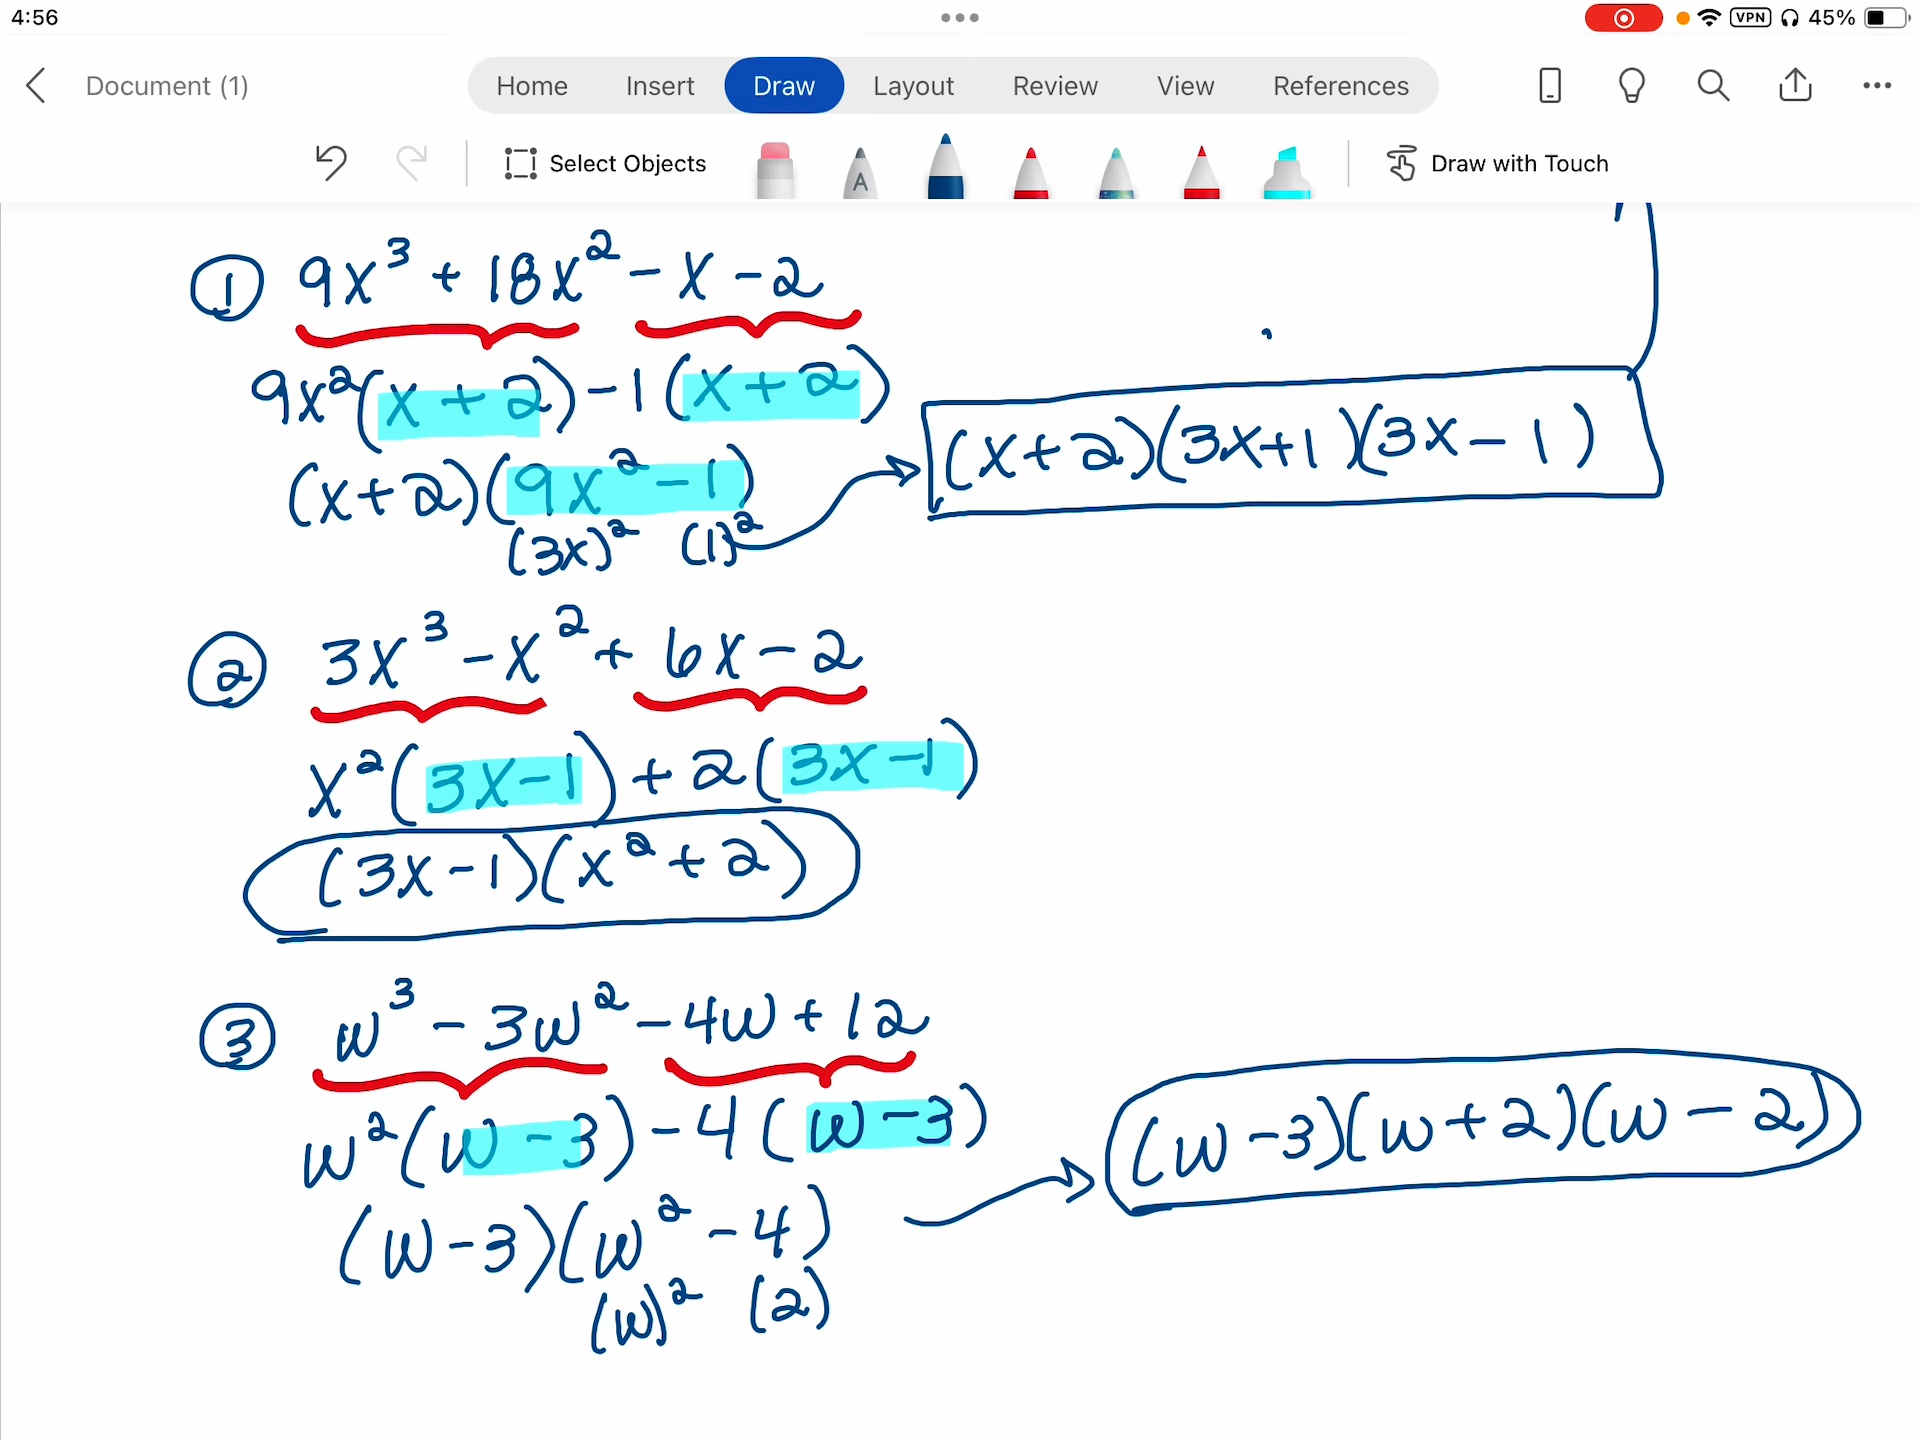 4:56
VPN 45%
Document (1)
Home Insert Draw Layout Review View References
Select Objects A Draw with Touch
① 9x³ + 18x² - x - 2
9x²(x + 2) - 1(x + 2)
(x+2)(9x² - 1)
(3x)² (1)²
(x+2)(3x+1)(3x-1)
② 3x³ - x² + 6x - 2
x²(3x-1) + 2(3x-1)
(3x-1)(x²+2)
③ w³ - 3w² - 4w + 12
w²(w-3) - 4(w-3)
(w-3)(w² - 4)
(w)² (2)
(w-3)(w+2)(w-2)